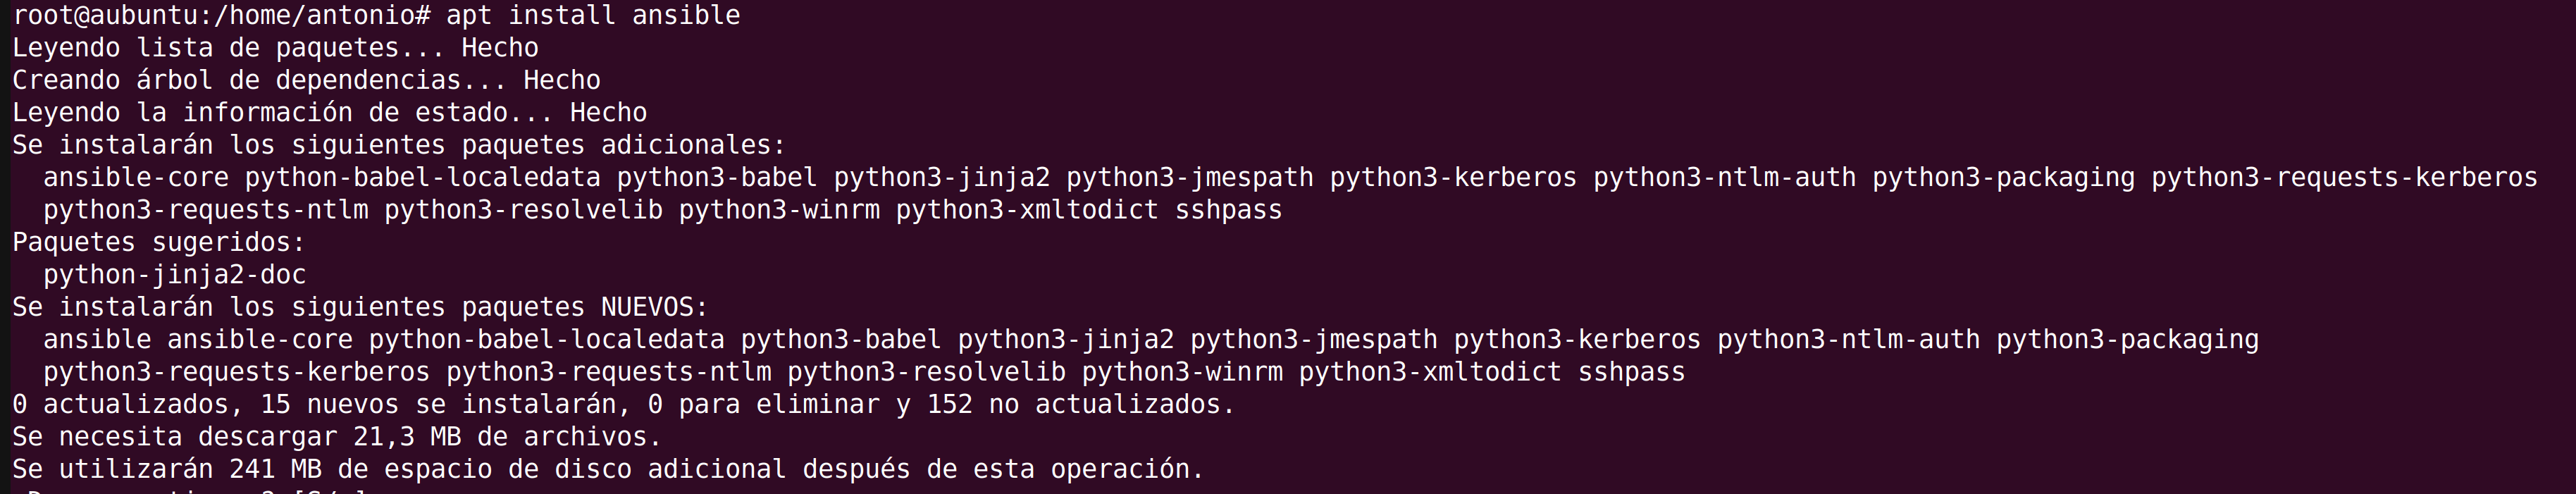 root@aubuntu:/home/antonio# apt install ansible
Leyendo lista de paquetes... Hecho
Creando árbol de dependencias... Hecho
Leyendo la información de estado... Hecho
Se instalarán los siguientes paquetes adicionales:
  ansible-core python-babel-localedata python3-babel python3-jinja2 python3-jmespath python3-kerberos python3-ntlm-auth python3-packaging python3-requests-kerberos
  python3-requests-ntlm python3-resolvelib python3-winrm python3-xmltodict sshpass
Paquetes sugeridos:
  python-jinja2-doc
Se instalarán los siguientes paquetes NUEVOS:
  ansible ansible-core python-babel-localedata python3-babel python3-jinja2 python3-jmespath python3-kerberos python3-ntlm-auth python3-packaging
  python3-requests-kerberos python3-requests-ntlm python3-resolvelib python3-winrm python3-xmltodict sshpass
0 actualizados, 15 nuevos se instalarán, 0 para eliminar y 152 no actualizados.
Se necesita descargar 21,3 MB de archivos.
Se utilizarán 241 MB de espacio de disco adicional después de esta operación.